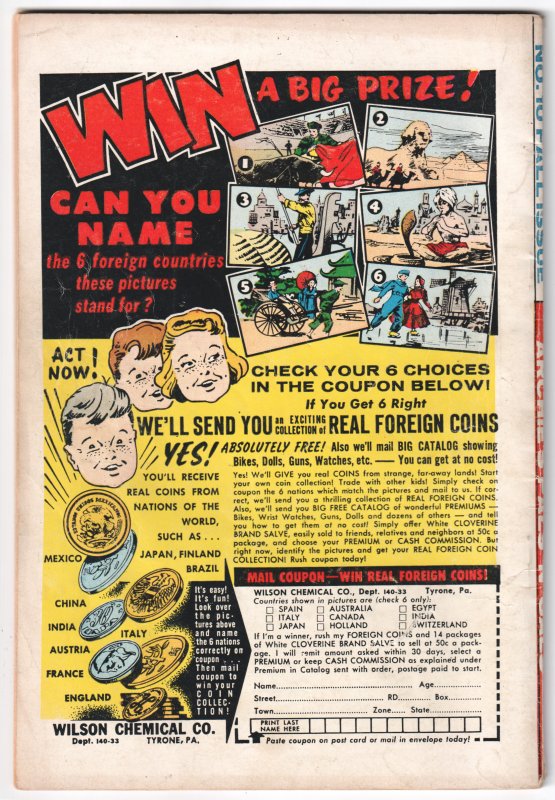 WIN
A BIG PRIZE!
CAN YOU
NAME
the 6 foreign countries
these pictures
stand for?
1
2
3
4
5
6
ACT
NOW!
CHECK YOUR 6 CHOICES
IN THE COUPON BELOW!
If You Get 6 Right
WE'LL SEND YOU an EXCITING COLLECTION of REAL FOREIGN COINS
YES! ABSOLUTELY FREE! Also we'll mail BIG CATALOG showing
Bikes, Dolls, Guns, Watches, etc. — You can get at no cost!
YOU'LL RECEIVE
REAL COINS FROM
NATIONS OF THE
WORLD,
SUCH AS . . .
MEXICO
JAPAN, FINLAND
BRAZIL
CHINA
INDIA
ITALY
AUSTRIA
FRANCE
ENGLAND
Yes! We'll GIVE you real COINS from strange, far-away lands! Start
your own coin collection! Trade with other kids! Simply check on
coupon the 6 nations which match the pictures and mail to us. If cor-
rect, we'll send you a thrilling collection of REAL FOREIGN COINS.
Also, we'll send you BIG FREE CATALOG of wonderful PREMIUMS —
Bikes, Wrist Watches, Guns, Dolls and dozens of others — and tell
you how to get them at no cost! Simply offer White CLOVERINE
BRAND SALVE, easily sold to friends, relatives and neighbors at 50c a
package, and choose your PREMIUM or CASH COMMISSION. But
right now, identify the pictures and get your REAL FOREIGN COIN
COLLECTION! Rush coupon today!
It's easy!
It's fun!
Look over
the pic-
tures above
and name
the 6 nations
correctly on
coupon . . .
Then mail
coupon to
win your
COIN
COLLEC-
TION!
WILSON CHEMICAL CO.
Dept. 140-33 TYRONE, PA.
MAIL COUPON—WIN REAL FOREIGN COINS!
WILSON CHEMICAL CO., Dept. 140-33 Tyrone, Pa.
Countries shown in pictures are (check 6 only):
SPAIN AUSTRALIA EGYPT
ITALY CANADA INDIA
JAPAN HOLLAND SWITZERLAND
If I'm a winner, rush my FOREIGN COINS and 14 packages
of White CLOVERINE BRAND SALVE to sell at 50c a pack-
age. I will remit amount asked within 30 days, select a
PREMIUM or keep CASH COMMISSION as explained under
Premium in Catalog sent with order, postage paid to start.
Name Age
Street RD. Box
Town Zone State
PRINT LAST
NAME HERE
Paste coupon on post card or mail in envelope today!
NO. 10 FALL ISSUE